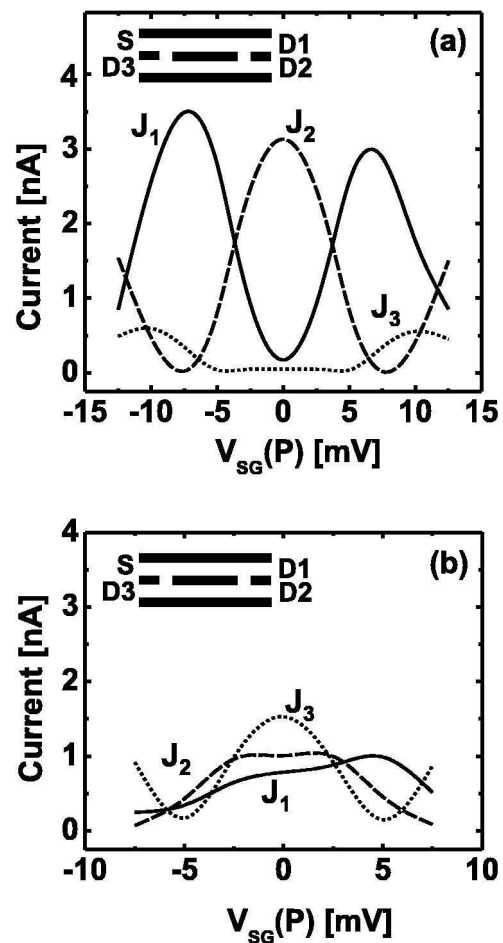 (a)
S D1
D3 D2
J1
J2
J3
4
3
2
1
0
Current [nA]
-15 -10 -5 0 5 10 15
VSG(P) [mV]
(b)
S D1
D3 D2
J3
J2
J1
4
3
2
1
0
Current [nA]
-10 -5 0 5 10
VSG(P) [mV]